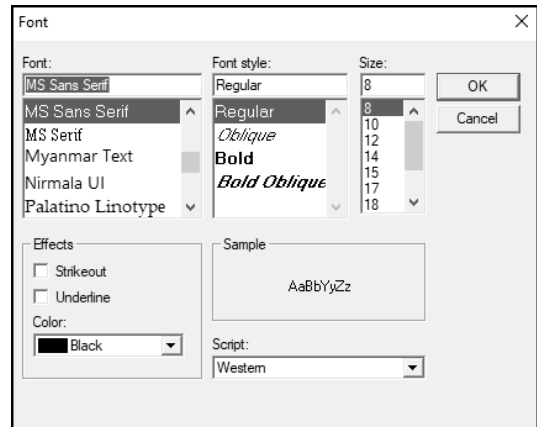 Font
Font:
MS Sans Serif
MS Sans Serif
MS Serif
Myanmar Text
Nirmala UI
Palatino Linotype
Font style:
Regular
Regular
Oblique
Bold
Bold Oblique
Size:
8
8
10
12
14
15
17
18
OK
Cancel
Effects
Strikeout
Underline
Color:
Black
Sample
AaBbYyZz
Script:
Western